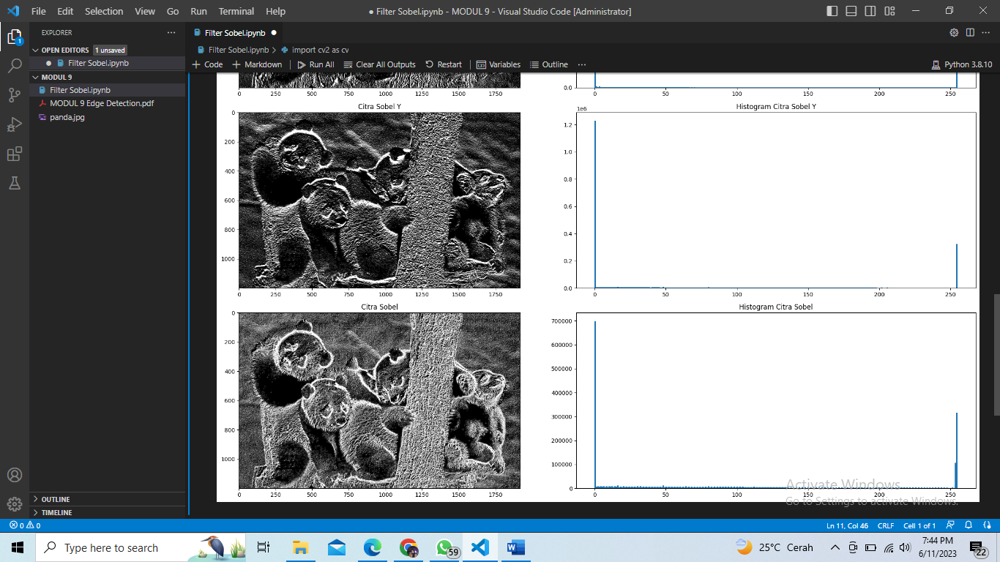 File Edit Selection View Go Run Terminal Help
● Filter Sobel.ipynb - MODUL 9 - Visual Studio Code [Administrator]
EXPLORER
Filter Sobel.ipynb
OPEN EDITORS 1 unsaved
Filter Sobel.ipynb > import cv2 as cv
Filter Sobel.ipynb
+ Code + Markdown Run All Clear All Outputs Restart Variables Outline ... Python 3.8.10
MODUL 9
Filter Sobel.ipynb
MODUL 9 Edge Detection.pdf
panda.jpg
1
0.0
0 250 500 750 1000 1250 1500 1750
0 50 100 150 200 250
Citra Sobel Y
0
200
400
600
800
1000
0 250 500 750 1000 1250 1500 1750
Histogram Citra Sobel Y
1e6
1.2
1.0
0.8
0.6
0.4
0.2
0.0
0 50 100 150 200 250
Citra Sobel
0
200
400
600
800
1000
0 250 500 750 1000 1250 1500 1750
Histogram Citra Sobel
700000
600000
500000
400000
300000
200000
100000
0
0 50 100 150 200 250
Activate Windows
Go to Settings to activate Windows.
OUTLINE
TIMELINE
0 0
Ln 11, Col 46 CRLF Cell 1 of 1
Type here to search
59
25°C Cerah
7:44 PM
6/11/2023
22